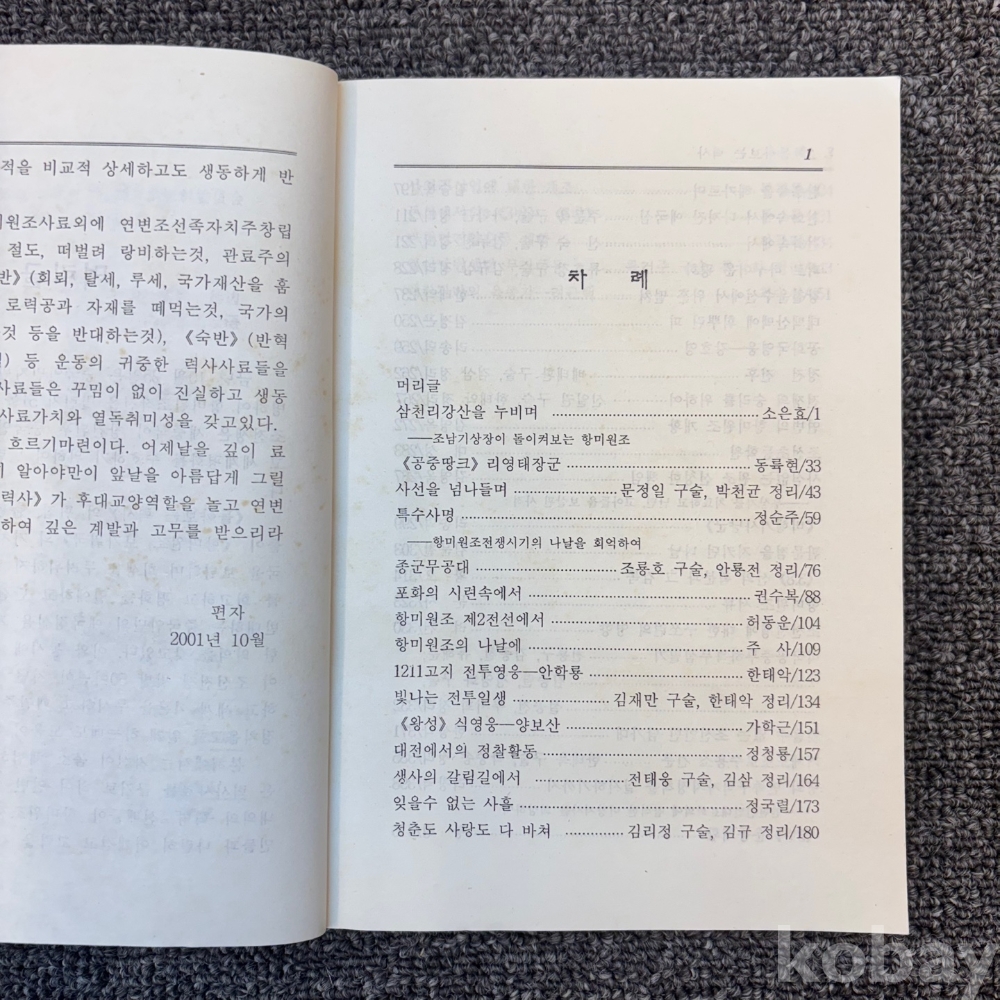 적을 비교적 상세하고도 생동하게 반
원조사료외에 연변조선족자치주창립
절도, 떠벌려 랑비하는것, 관료주의
반》(회뢰, 탈세, 루세, 국가재산을 훔
로력공과 자재를 떼먹는것, 국가의
것 등을 반대하는것), 《숙반》(반혁
등 운동의 귀중한 력사사료들을
사료들은 꾸밈이 없이 진실하고 생동
사료가치와 열독취미성을 갖고있다.
흐르기마련이다. 어제날을 깊이 료
알아야만이 앞날을 아름답게 그릴
력사》가 후대교양역할을 놀고 연변
하여 깊은 계발과 고무를 받으리라
편자
2001년 10월
1
차 례
머리글
삼천리강산을 누비며 ······ 소은효/1
——조남기상장이 돌이켜보는 항미원조
《공중땅크》리영태장군 ······ 동륙현/33
사선을 넘나들며 ······ 문정일 구술, 박천균 정리/43
특수사명 ······ 정순주/59
——항미원조전쟁시기의 나날을 회억하여
종군무공대 ······ 조룡호 구술, 안룡전 정리/76
포화의 시련속에서 ······ 권수복/88
항미원조 제2전선에서 ······ 허동운/104
항미원조의 나날에 ······ 주 사/109
1211고지 전투영웅—안학룡 ······ 한태악/123
빛나는 전투일생 ······ 김재만 구술, 한태악 정리/134
《왕성》식영웅—양보산 ······ 가학근/151
대전에서의 정찰활동 ······ 정청룡/157
생사의 갈림길에서 ······ 전태웅 구술, 김삼 정리/164
잊을수 없는 사흘 ······ 정국렬/173
청춘도 사랑도 다 바쳐 ······ 김리정 구술, 김규 정리/180
kobay